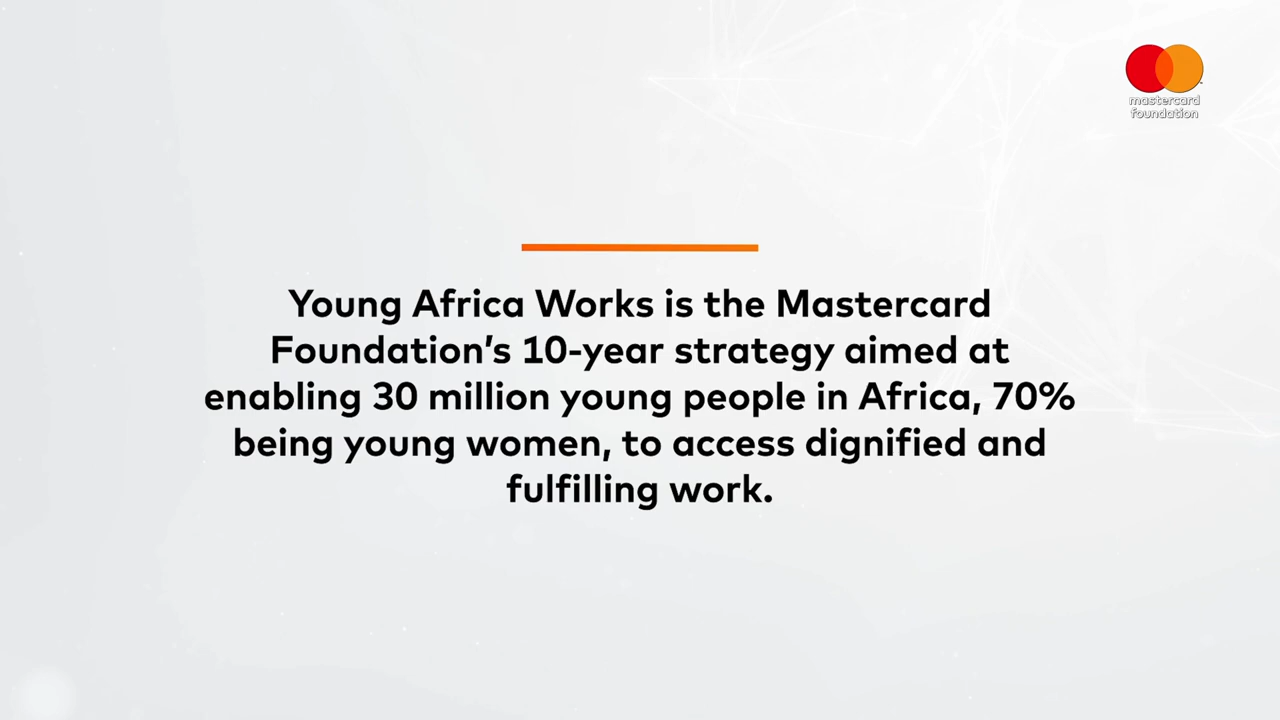 mastercard
foundation
Young Africa Works is the Mastercard
Foundation's 10-year strategy aimed at
enabling 30 million young people in Africa, 70%
being young women, to access dignified and
fulfilling work.